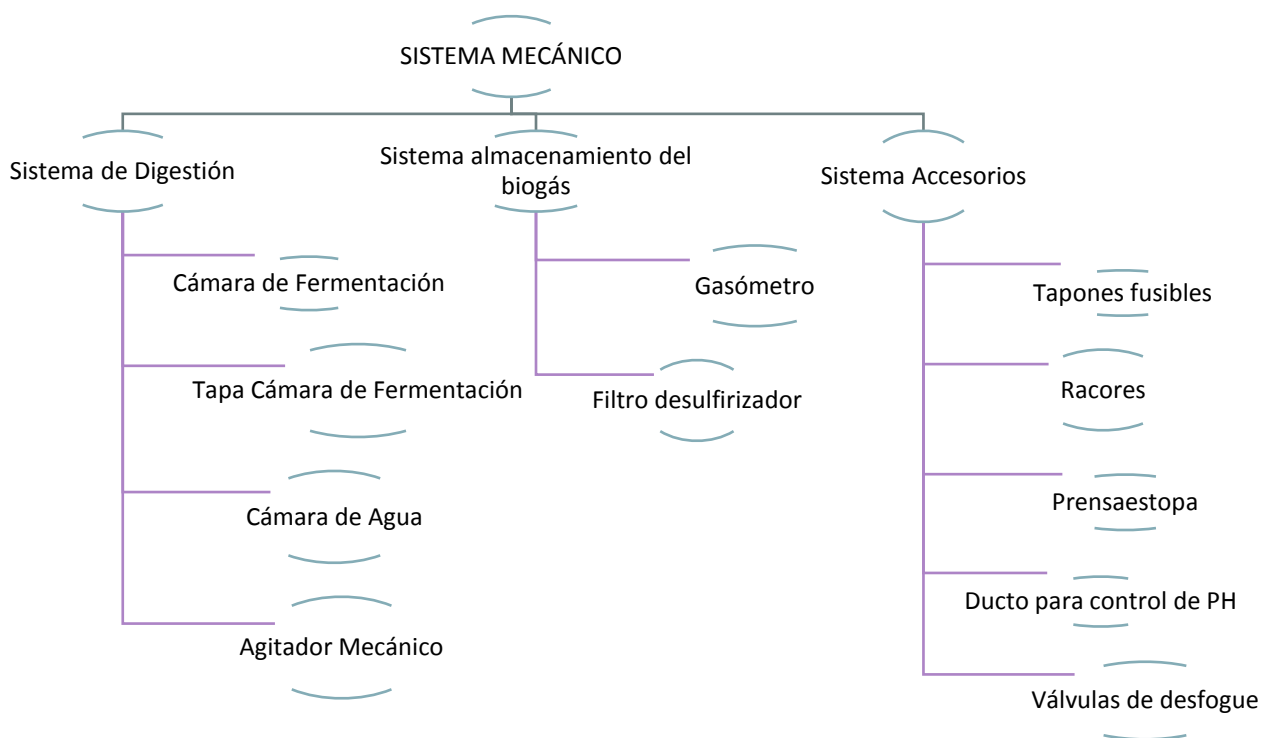 SISTEMA MECÁNICO
Sistema de Digestión
Cámara de Fermentación
Tapa Cámara de Fermentación
Cámara de Agua
Agitador Mecánico
Sistema almacenamiento del
biogás
Gasómetro
Filtro desulfirizador
Sistema Accesorios
Tapones fusibles
Racores
Prensaestopa
Ducto para control de PH
Válvulas de desfogue